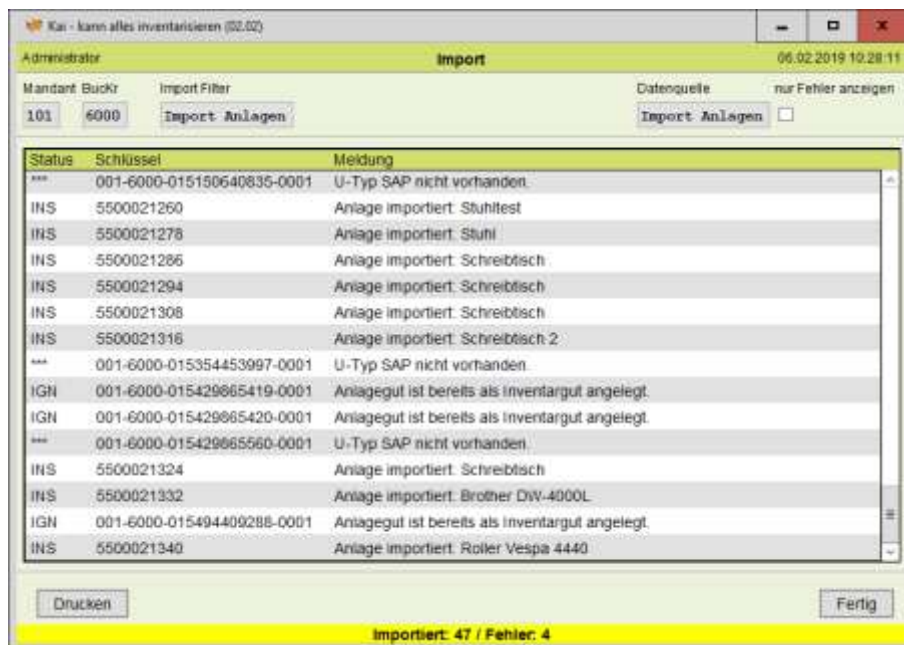 Kai - kann alles inventarisieren (02.02)
Administrator Import 06.02.2019 10:28:11
Mandant BucKr Import Filter Datenquelle nur Fehler anzeigen
101 6000 Import Anlagen Import Anlagen
Status Schlüssel Meldung
*** 001-6000-015150640835-0001 U-Typ SAP nicht vorhanden.
INS 5500021260 Anlage importiert: Stuhltest
INS 5500021278 Anlage importiert: Stuhl
INS 5500021286 Anlage importiert: Schreibtisch
INS 5500021294 Anlage importiert: Schreibtisch
INS 5500021308 Anlage importiert: Schreibtisch
INS 5500021316 Anlage importiert: Schreibtisch 2
*** 001-6000-015354453997-0001 U-Typ SAP nicht vorhanden.
IGN 001-6000-015429865419-0001 Anlagegut ist bereits als Inventargut angelegt.
IGN 001-6000-015429865420-0001 Anlagegut ist bereits als Inventargut angelegt.
*** 001-6000-015429865560-0001 U-Typ SAP nicht vorhanden.
INS 5500021324 Anlage importiert: Schreibtisch
INS 5500021332 Anlage importiert: Brother DW-4000L
IGN 001-6000-015494409288-0001 Anlagegut ist bereits als Inventargut angelegt.
INS 5500021340 Anlage importiert: Roller Vespa 4440
Drucken Fertig
Importiert: 47 / Fehler: 4